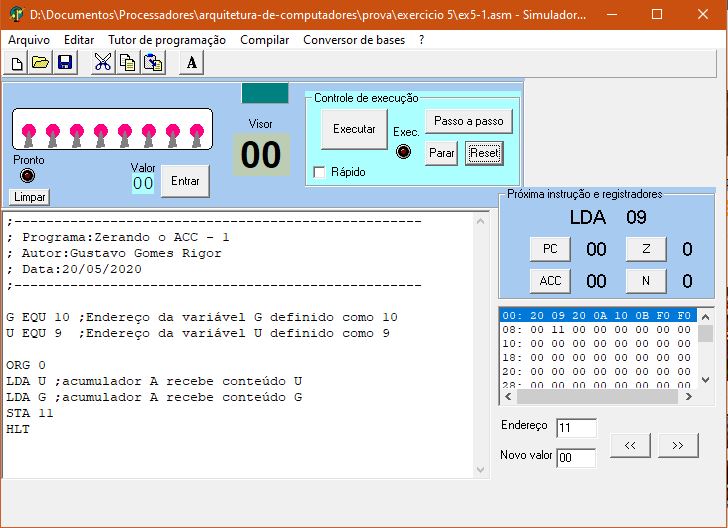 D:\Documentos\Processadores\arquitetura-de-computadores\prova\exercicio 5\ex5-1.asm - Simulador...
Arquivo Editar Tutor de programação Compilar Conversor de bases ?
A
Controle de execução
Visor
Executar
Passo a passo
Exec.
00
Parar
Reset
Rápido
Pronto
Valor
00
Entrar
Limpar
Próxima instrução e registradores
LDA 09
PC 00 Z 0
ACC 00 N 0
;---------------------------------------------------
; Programa:Zerando o ACC - 1
; Autor:Gustavo Gomes Rigor
; Data:20/05/2020
;---------------------------------------------------
G EQU 10 ;Endereço da variável G definido como 10
U EQU 9  ;Endereço da variável U definido como 9
ORG 0
LDA U ;acumulador A recebe conteúdo U
LDA G ;acumulador A recebe conteúdo G
STA 11
HLT
00: 20 09 20 0A 10 0B F0 F0
08: 00 11 00 00 00 00 00 00
10: 00 00 00 00 00 00 00 00
18: 00 00 00 00 00 00 00 00
20: 00 00 00 00 00 00 00 00
28: 00 00 00 00 00 00 00 00
Endereço 11
Novo valor 00
<< >>